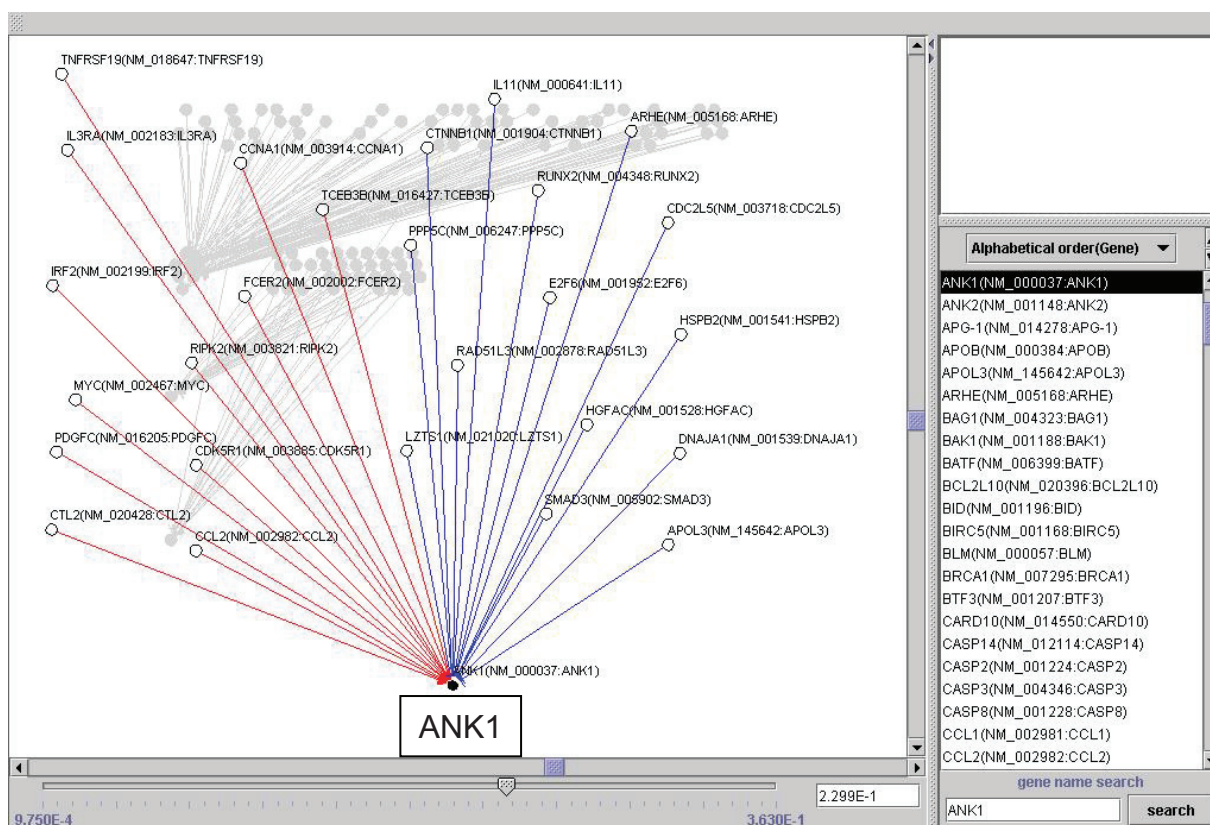 TNFRSF19(NM_018647:TNFRSF19)
IL11(NM_000641:IL11)
ARHE(NM_005168:ARHE)
IL3RA(NM_002183:IL3RA)
CTNNB1(NM_001904:CTNNB1)
CCNA1(NM_003914:CCNA1)
RUNX2(NM_004348:RUNX2)
TCEB3B(NM_016427:TCEB3B)
CDC2L5(NM_003718:CDC2L5)
PPP5C(NM_006247:PPP5C)
IRF2(NM_002199:IRF2)
FCER2(NM_002002:FCER2)
E2F6(NM_001952:E2F6)
HSPB2(NM_001541:HSPB2)
RIPK2(NM_003821:RIPK2)
RAD51L3(NM_002878:RAD51L3)
MYC(NM_002467:MYC)
HGFAC(NM_001528:HGFAC)
PDGFC(NM_016205:PDGFC)
LZTS1(NM_021020:LZTS1)
DNAJA1(NM_001539:DNAJA1)
CDK5R1(NM_003885:CDK5R1)
SMAD3(NM_005902:SMAD3)
CTL2(NM_020428:CTL2)
APOL3(NM_145642:APOL3)
CCL2(NM_002982:CCL2)
ANK1(NM_000037:ANK1)
ANK1
2.299E-1
9.750E-4
3.630E-1
Alphabetical order(Gene)
ANK1(NM_000037:ANK1)
ANK2(NM_001148:ANK2)
APG-1(NM_014278:APG-1)
APOB(NM_000384:APOB)
APOL3(NM_145642:APOL3)
ARHE(NM_005168:ARHE)
BAG1(NM_004323:BAG1)
BAK1(NM_001188:BAK1)
BATF(NM_006399:BATF)
BCL2L10(NM_020396:BCL2L10)
BID(NM_001196:BID)
BIRC5(NM_001168:BIRC5)
BLM(NM_000057:BLM)
BRCA1(NM_007295:BRCA1)
BTF3(NM_001207:BTF3)
CARD10(NM_014550:CARD10)
CASP14(NM_012114:CASP14)
CASP2(NM_001224:CASP2)
CASP3(NM_004346:CASP3)
CASP8(NM_001228:CASP8)
CCL1(NM_002981:CCL1)
CCL2(NM_002982:CCL2)
gene name search
ANK1
search